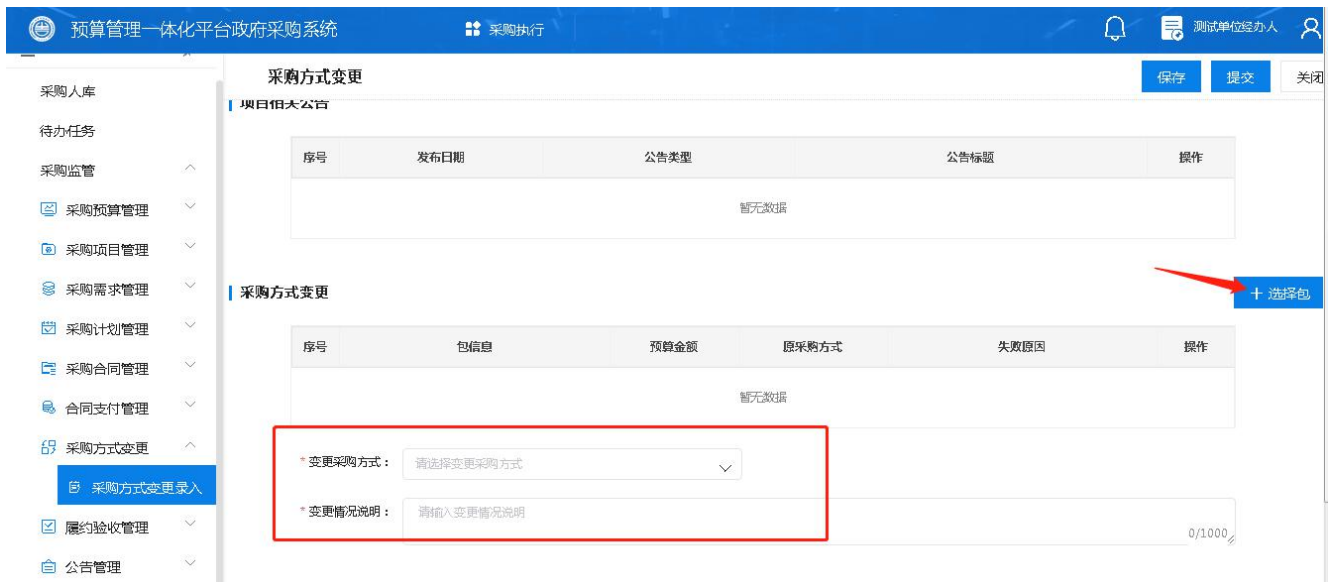 预算管理一体化平台政府采购系统
采购执行
测试单位经办人
采购人库
待办任务
采购监管
采购预算管理
采购项目管理
采购需求管理
采购计划管理
采购合同管理
合同支付管理
采购方式变更
采购方式变更录入
履约验收管理
公告管理
采购方式变更
保存
提交
关闭
项目相关公告
序号 发布日期 公告类型 公告标题 操作
暂无数据
采购方式变更
+ 选择包
序号 包信息 预算金额 原采购方式 失败原因 操作
暂无数据
* 变更采购方式： 请选择变更采购方式
* 变更情况说明： 请输入变更情况说明
0/1000